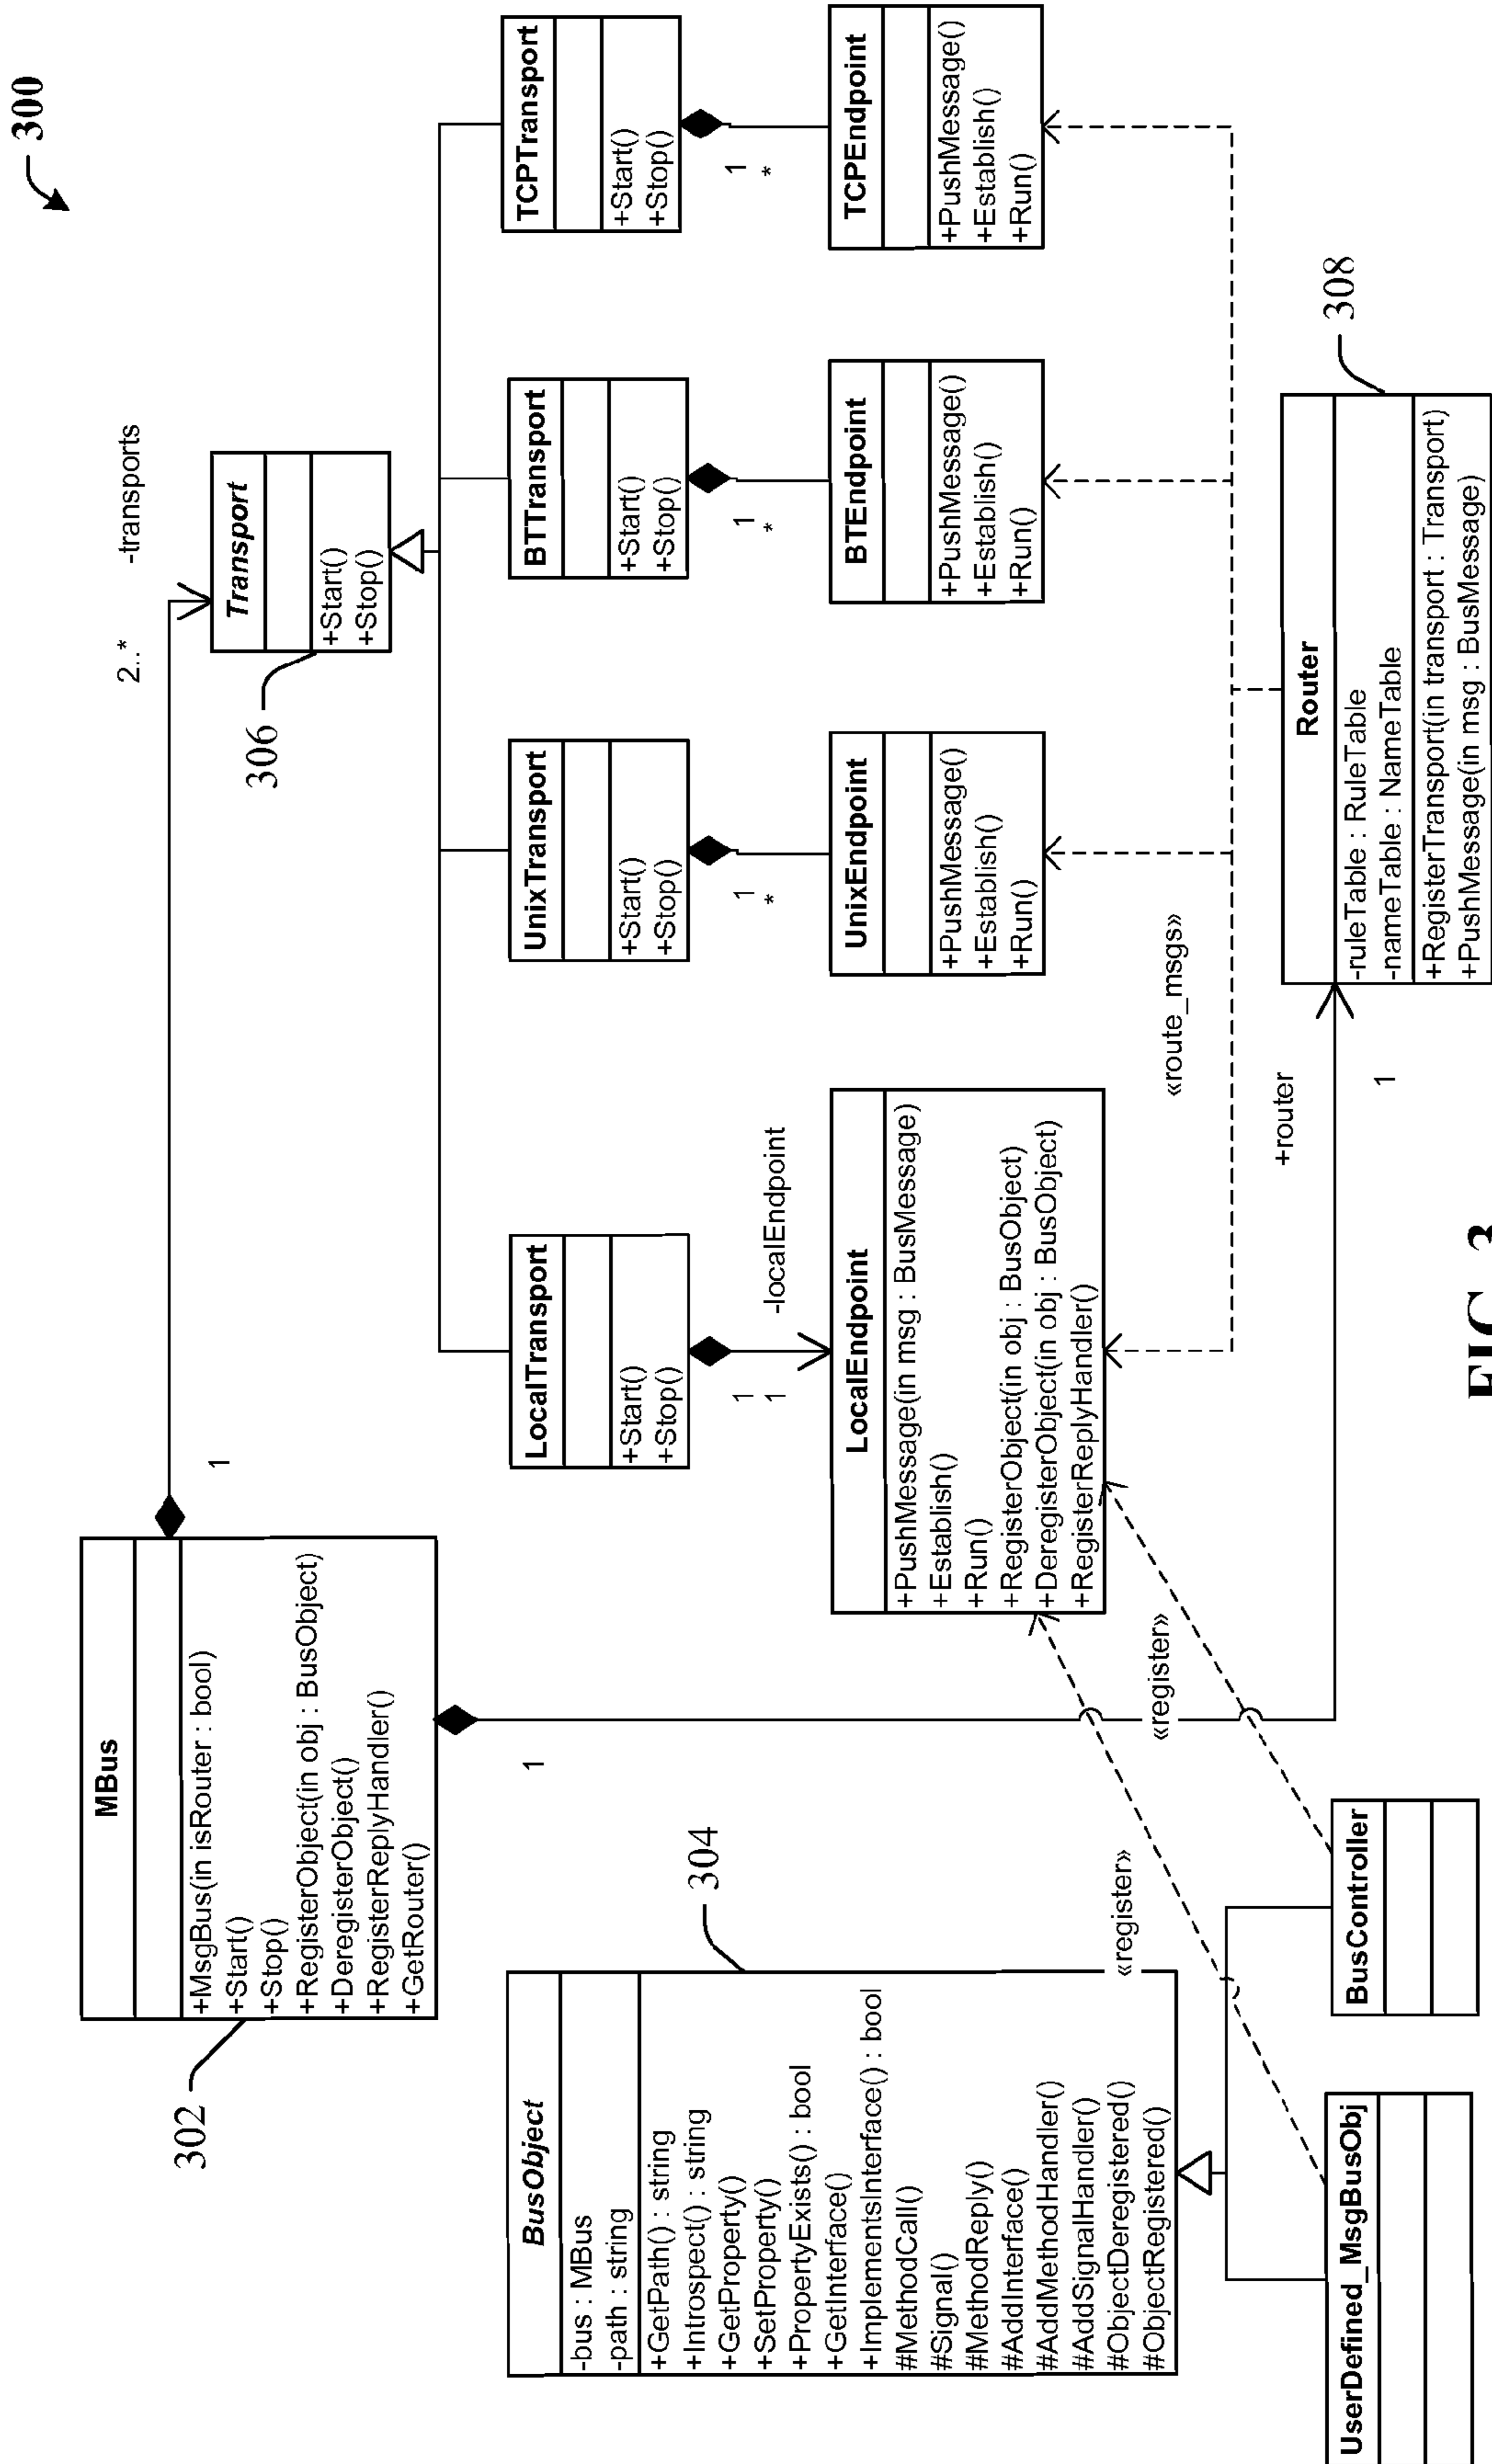 300
MBus
+MsgBus(in isRouter : bool)
+Start()
+Stop()
+RegisterObject(in obj : BusObject)
+DeregisterObject()
+RegisterReplyHandler()
+GetRouter()
302
1
2..*
-transports
Transport
+Start()
+Stop()
306
1
BusObject
-bus : MBus
-path : string
+GetPath() : string
+Introspect() : string
+GetProperty()
+SetProperty()
+PropertyExists() : bool
+GetInterface()
+ImplementsInterface() : bool
#MethodCall()
#Signal()
#MethodReply()
#AddInterface()
#AddMethodHandler()
#AddSignalHandler()
#ObjectDeregistered()
#ObjectRegistered()
304
LocalTransport
+Start()
+Stop()
1
1
-localEndpoint
UnixTransport
+Start()
+Stop()
1
*
BTTransport
+Start()
+Stop()
1
*
TCPTransport
+Start()
+Stop()
1
*
LocalEndpoint
+PushMessage(in msg : BusMessage)
+Establish()
+Run()
+RegisterObject(in obj : BusObject)
+DeregisterObject(in obj : BusObject)
+RegisterReplyHandler()
UnixEndpoint
+PushMessage()
+Establish()
+Run()
BTEndpoint
+PushMessage()
+Establish()
+Run()
TCPEndpoint
+PushMessage()
+Establish()
+Run()
«register»
«register»
«route_msgs»
+router
1
UserDefined_MsgBusObj
BusController
Router
-ruleTable : RuleTable
-nameTable : NameTable
+RegisterTransport(in transport : Transport)
+PushMessage(in msg : BusMessage)
308
FIG. 3